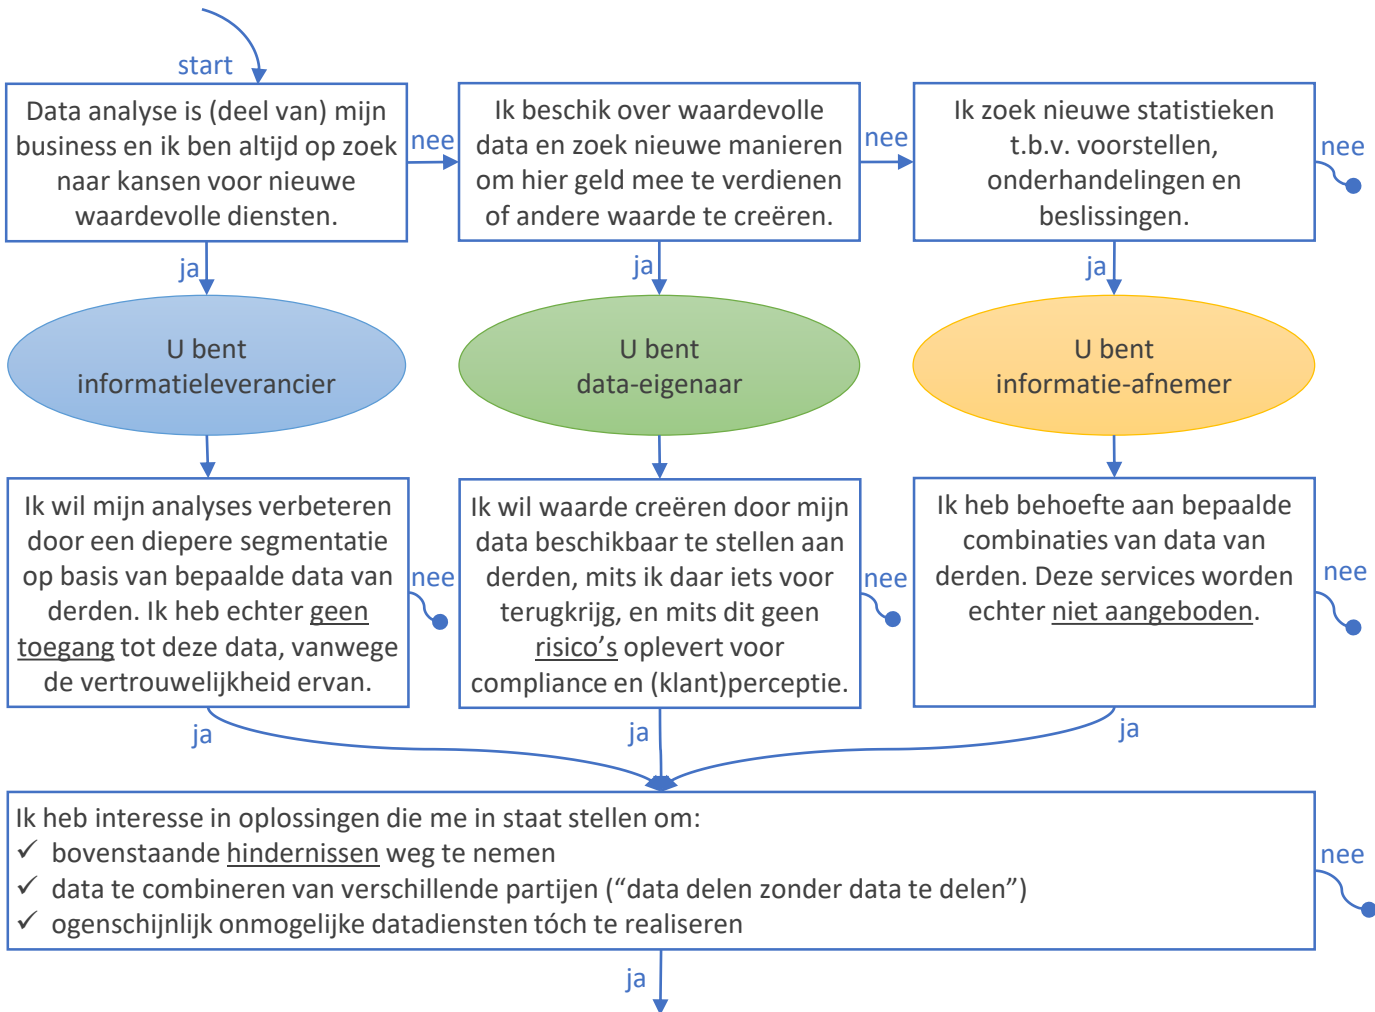 start
Data analyse is (deel van) mijn
business en ik ben altijd op zoek
naar kansen voor nieuwe
waardevolle diensten.
nee
Ik beschik over waardevolle
data en zoek nieuwe manieren
om hier geld mee te verdienen
of andere waarde te creëren.
nee
Ik zoek nieuwe statistieken
t.b.v. voorstellen,
onderhandelingen en
beslissingen.
nee
ja
ja
ja
U bent
informatieleverancier
U bent
data-eigenaar
U bent
informatie-afnemer
Ik wil mijn analyses verbeteren
door een diepere segmentatie
op basis van bepaalde data van
derden. Ik heb echter geen
toegang tot deze data, vanwege
de vertrouwelijkheid ervan.
nee
Ik wil waarde creëren door mijn
data beschikbaar te stellen aan
derden, mits ik daar iets voor
terugkrijg, en mits dit geen
risico’s oplevert voor
compliance en (klant)perceptie.
nee
Ik heb behoefte aan bepaalde
combinaties van data van
derden. Deze services worden
echter niet aangeboden.
nee
ja
ja
ja
Ik heb interesse in oplossingen die me in staat stellen om:
✓ bovenstaande hindernissen weg te nemen
✓ data te combineren van verschillende partijen (“data delen zonder data te delen”)
✓ ogenschijnlijk onmogelijke datadiensten tóch te realiseren
nee
ja